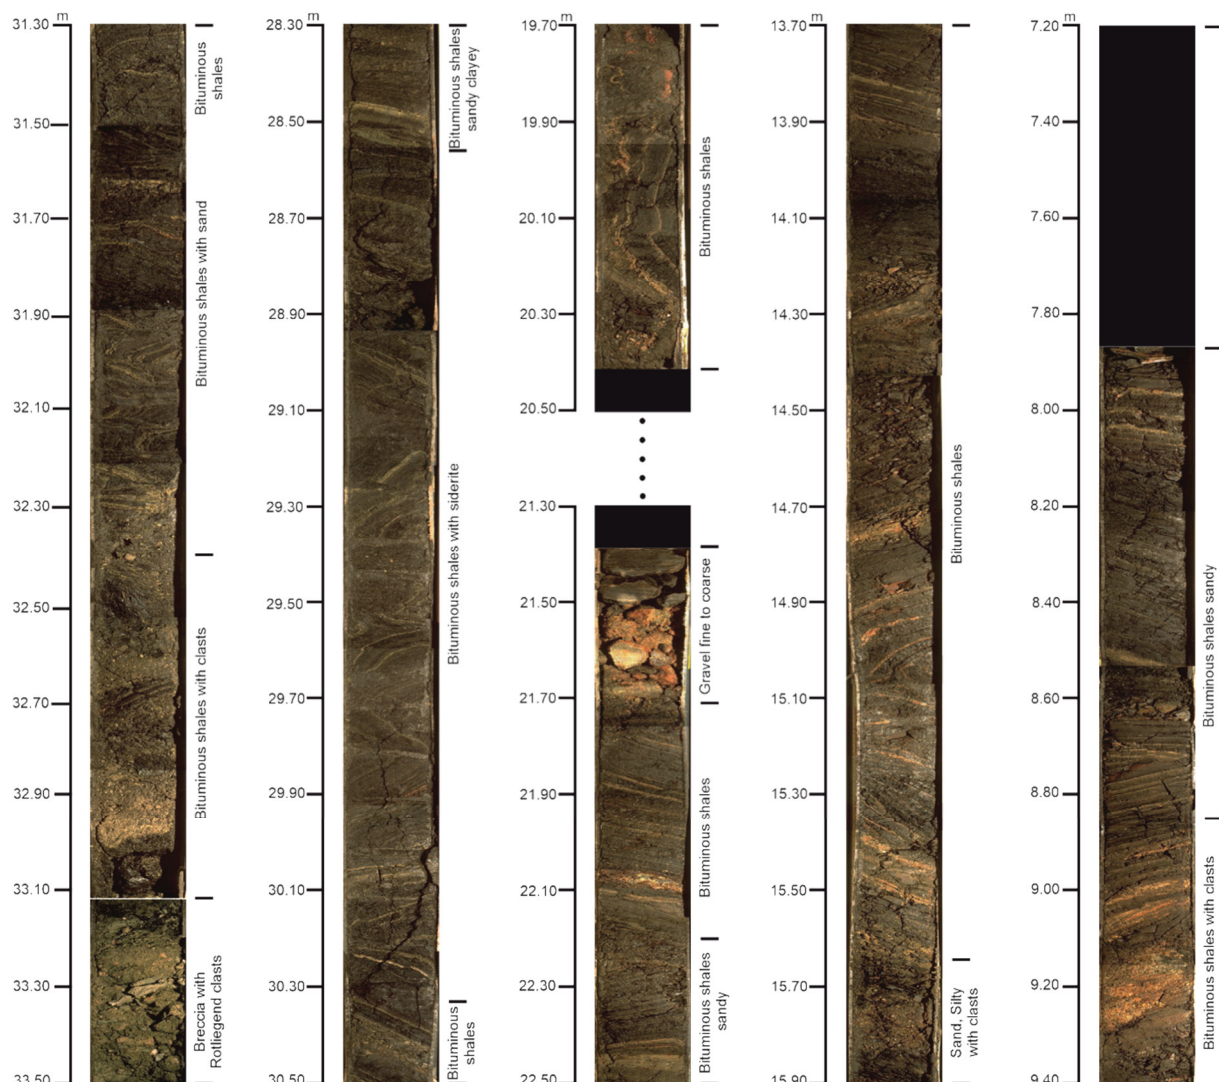 m
31.30
31.50
31.70
31.90
32.10
32.30
32.50
32.70
32.90
33.10
33.30
33.50
Bituminous
shales
Bituminous shales with sand
Bituminous shales with clasts
Breccia with
Rotliegend clasts
m
28.30
28.50
28.70
28.90
29.10
29.30
29.50
29.70
29.90
30.10
30.30
30.50
Bituminous shales
sandy clayey
Bituminous shales with siderite
Bituminous
shales
m
19.70
19.90
20.10
20.30
20.50
21.30
21.50
21.70
21.90
22.10
22.30
22.50
Bituminous shales
Gravel fine to coarse
Bituminous shales
Bituminous shales
sandy
m
13.70
13.90
14.10
14.30
14.50
14.70
14.90
15.10
15.30
15.50
15.70
15.90
Bituminous shales
Sand, Silty
with clasts
m
7.20
7.40
7.60
7.80
8.00
8.20
8.40
8.60
8.80
9.00
9.20
9.40
Bituminous shales sandy
Bituminous shales with clasts